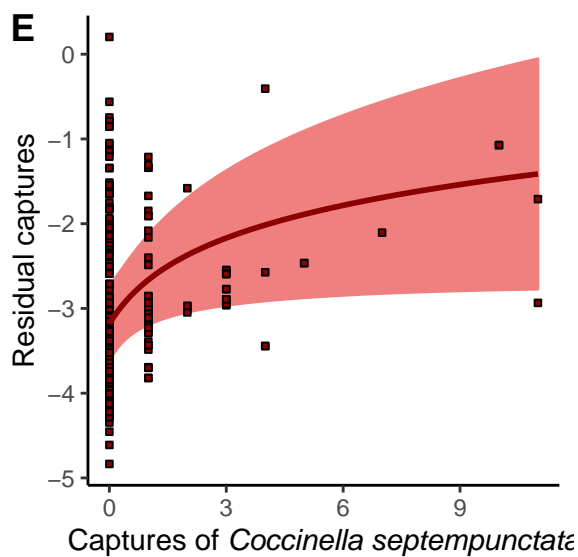 E
0
−1
−2
−3
−4
−5
Residual captures
0 3 6 9
Captures of Coccinella septempunctata